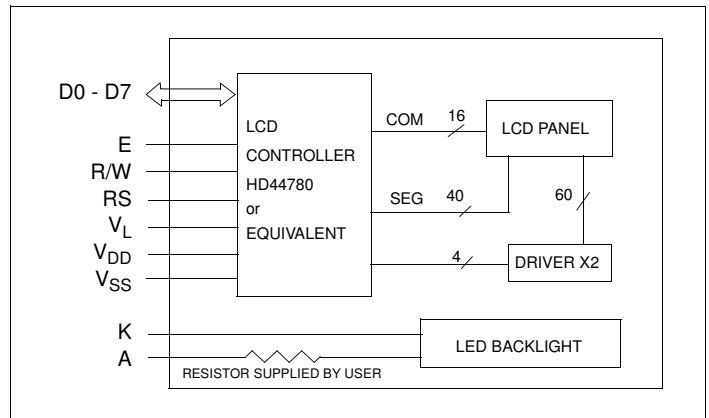 D0 - D7
E
R/W
RS
VL
VDD
VSS
K
A
LCD
CONTROLLER
HD44780
or
EQUIVALENT
COM 16
SEG 40
4
LCD PANEL
60
DRIVER X2
LED BACKLIGHT
RESISTOR SUPPLIED BY USER